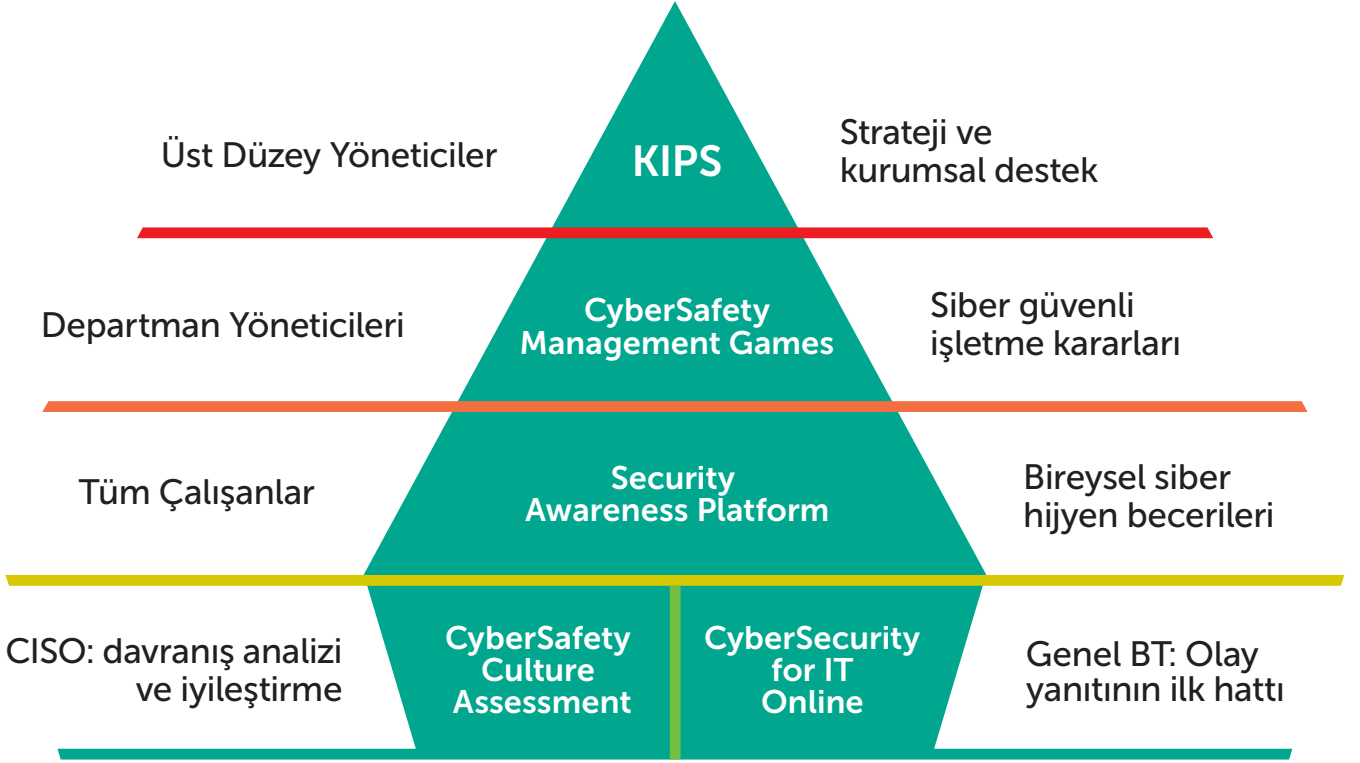 Üst Düzey Yöneticiler
KIPS
Strateji ve
kurumsal destek
Departman Yöneticileri
CyberSafety
Management Games
Siber güvenli
işletme kararları
Tüm Çalışanlar
Security
Awareness Platform
Bireysel siber
hijyen becerileri
CISO: davranış analizi
ve iyileştirme
CyberSafety
Culture
Assessment
CyberSecurity
for IT
Online
Genel BT: Olay
yanıtının ilk hattı